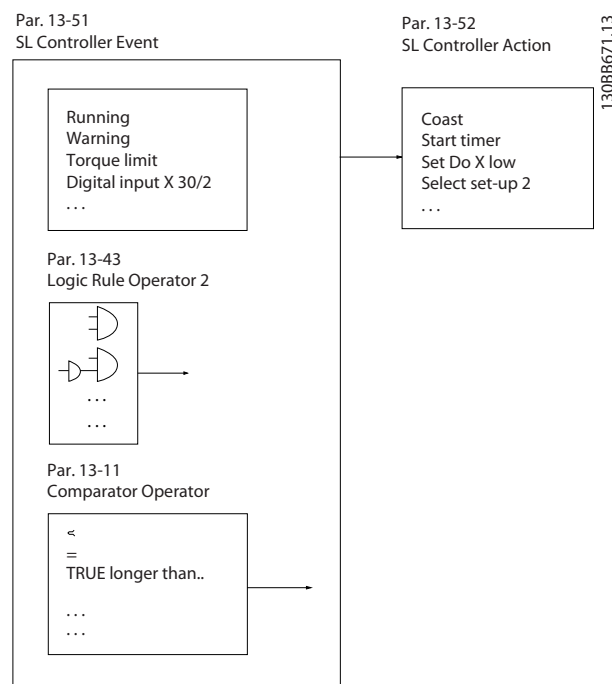 Par. 13-51
SL Controller Event
Par. 13-52
SL Controller Action
130BB671.13
Running
Warning
Torque limit
Digital input X 30/2
. . .
Coast
Start timer
Set Do X low
Select set-up 2
. . .
Par. 13-43
Logic Rule Operator 2
. . .
. . .
Par. 13-11
Comparator Operator
=
TRUE longer than..
. . .
. . .